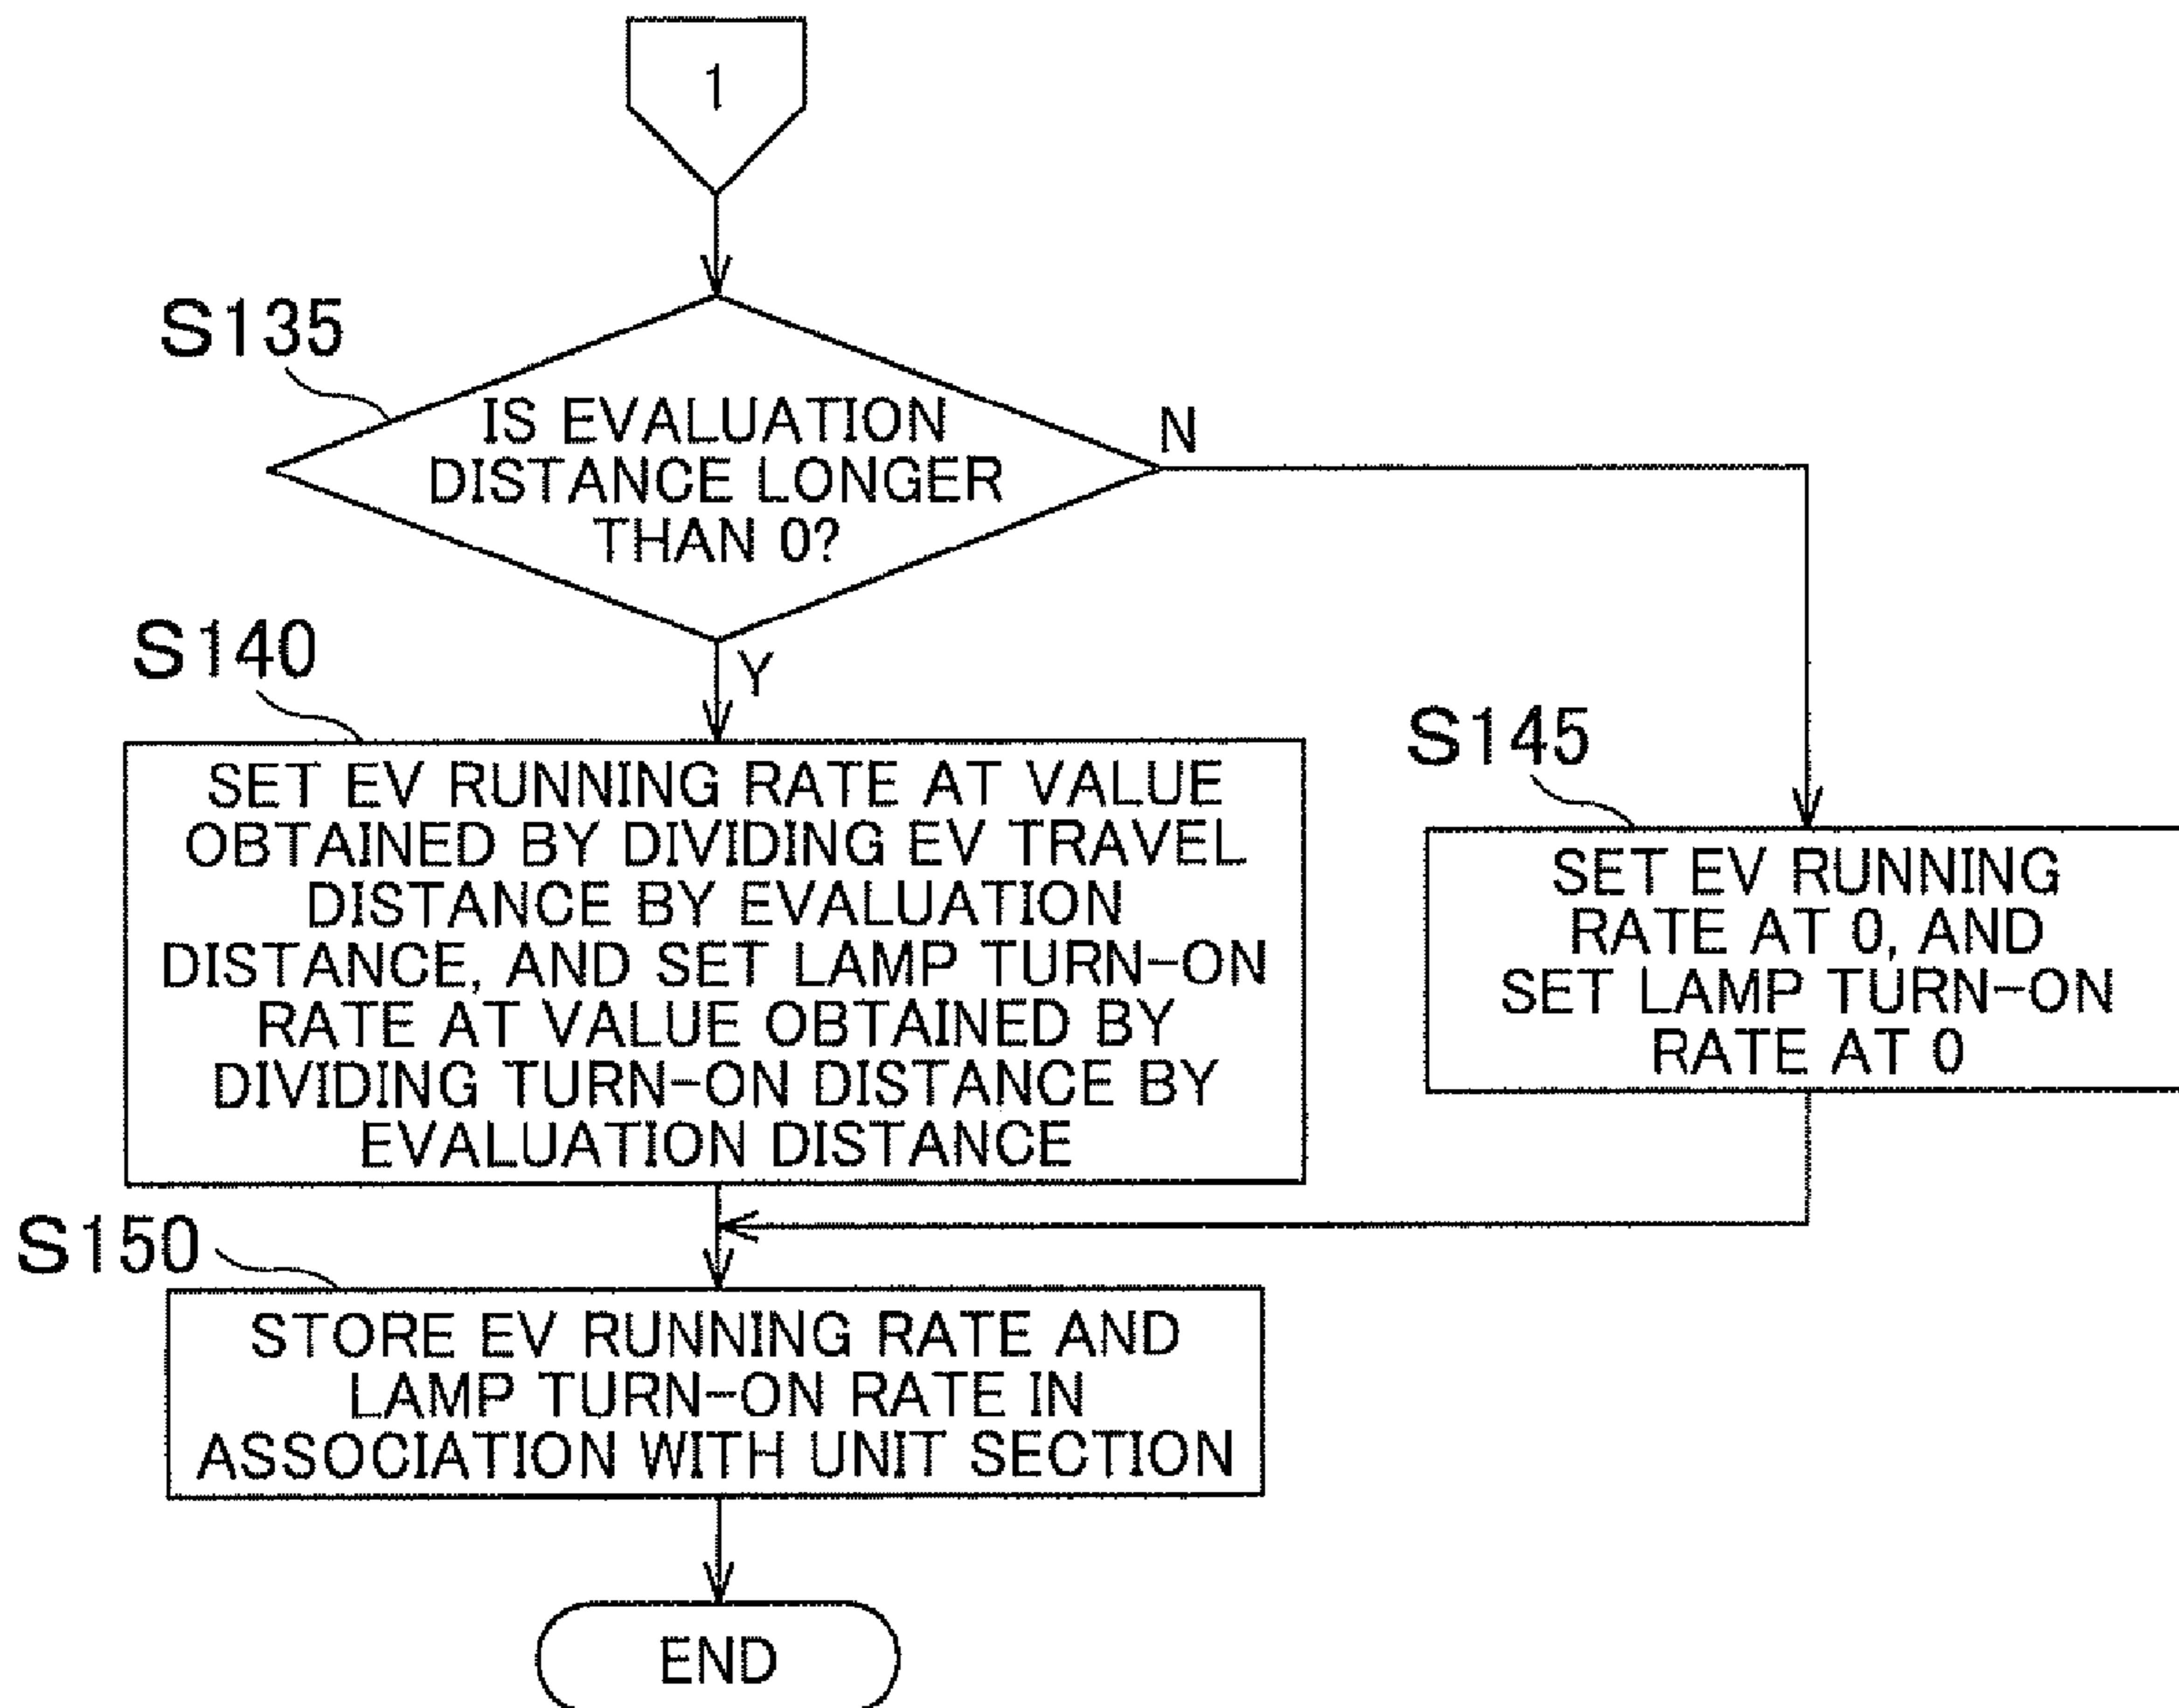 1
S135
IS EVALUATION
DISTANCE LONGER
THAN 0?
N
Y
S140
SET EV RUNNING RATE AT VALUE
OBTAINED BY DIVIDING EV TRAVEL
DISTANCE BY EVALUATION
DISTANCE, AND SET LAMP TURN-ON
RATE AT VALUE OBTAINED BY
DIVIDING TURN-ON DISTANCE BY
EVALUATION DISTANCE
S145
SET EV RUNNING
RATE AT 0, AND
SET LAMP TURN-ON
RATE AT 0
S150
STORE EV RUNNING RATE AND
LAMP TURN-ON RATE IN
ASSOCIATION WITH UNIT SECTION
END